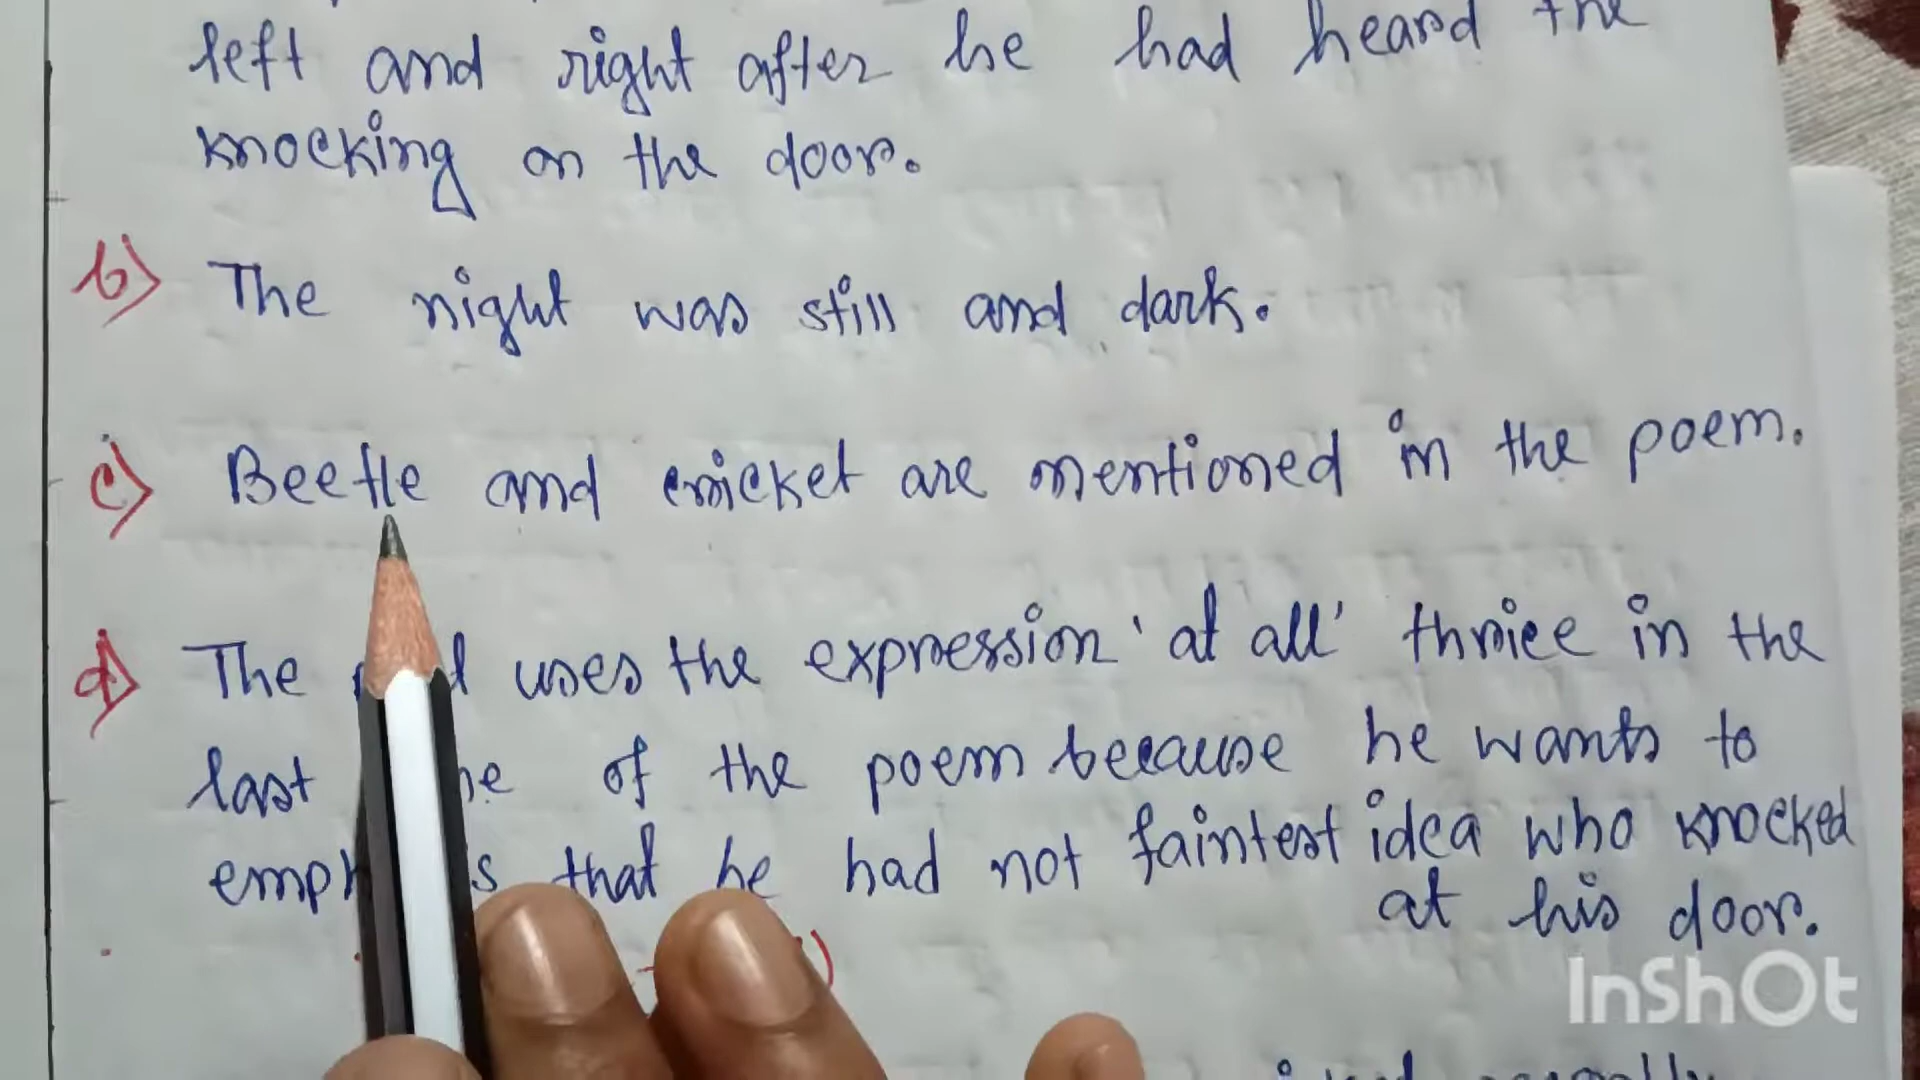 left and right after he had heard the
knocking on the door.
b) The night was still and dark.
c) Beetle and cricket are mentioned in the poem.
d) The uses the expression 'at all' thrice in the
last of the poem because he wants to
that he had not faintest idea who knocked
at his door.
InShOt